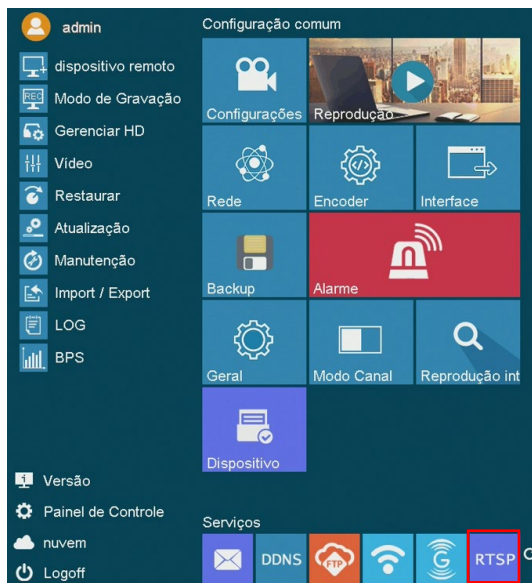 admin
dispositivo remoto
REC
Modo de Gravação
Gerenciar HD
Vídeo
Restaurar
Atualização
Manutenção
Import / Export
LOG
BPS
Versão
Painel de Controle
nuvem
Logoff
Configuração comum
Configurações
Reprodução
Rede
Encoder
Interface
Backup
Alarme
Geral
Modo Canal
Reprodução int
Dispositivo
Serviços
DDNS
FTP
G
RTSP